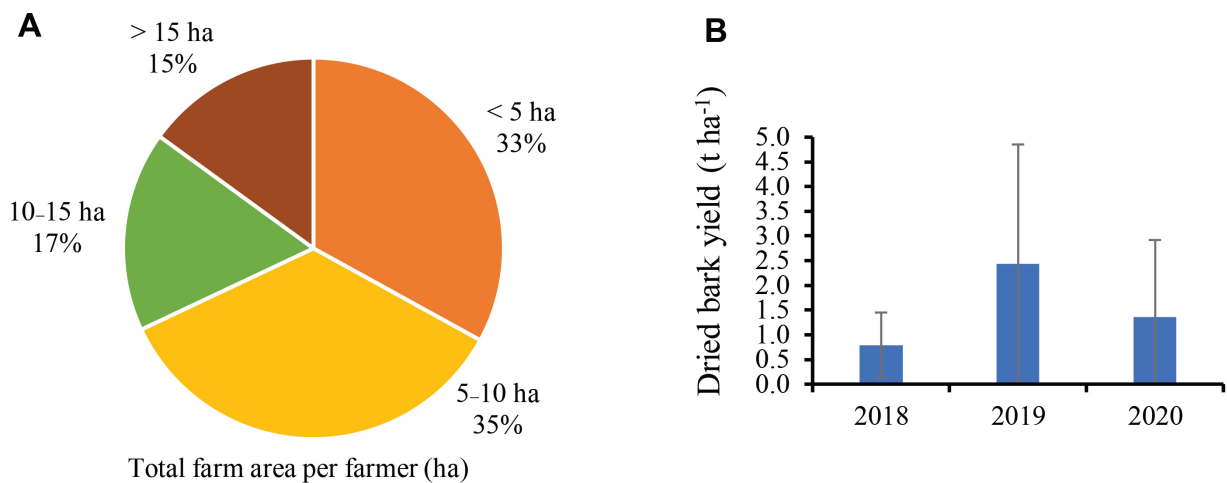 A
> 15 ha
15%
< 5 ha
33%
10–15 ha
17%
5–10 ha
35%
Total farm area per farmer (ha)
B
Dried bark yield (t ha-1)
5.0
4.5
4.0
3.5
3.0
2.5
2.0
1.5
1.0
0.5
0.0
2018 2019 2020